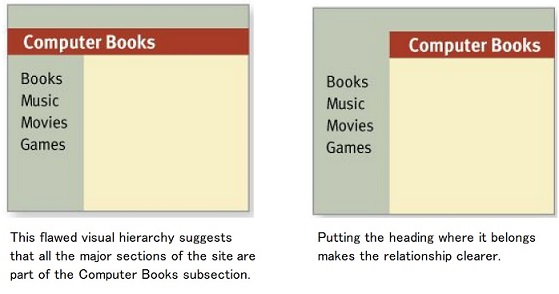 Computer Books
Books
Music
Movies
Games
This flawed visual hierarchy suggests
that all the major sections of the site are
part of the Computer Books subsection.
Computer Books
Books
Music
Movies
Games
Putting the heading where it belongs
makes the relationship clearer.